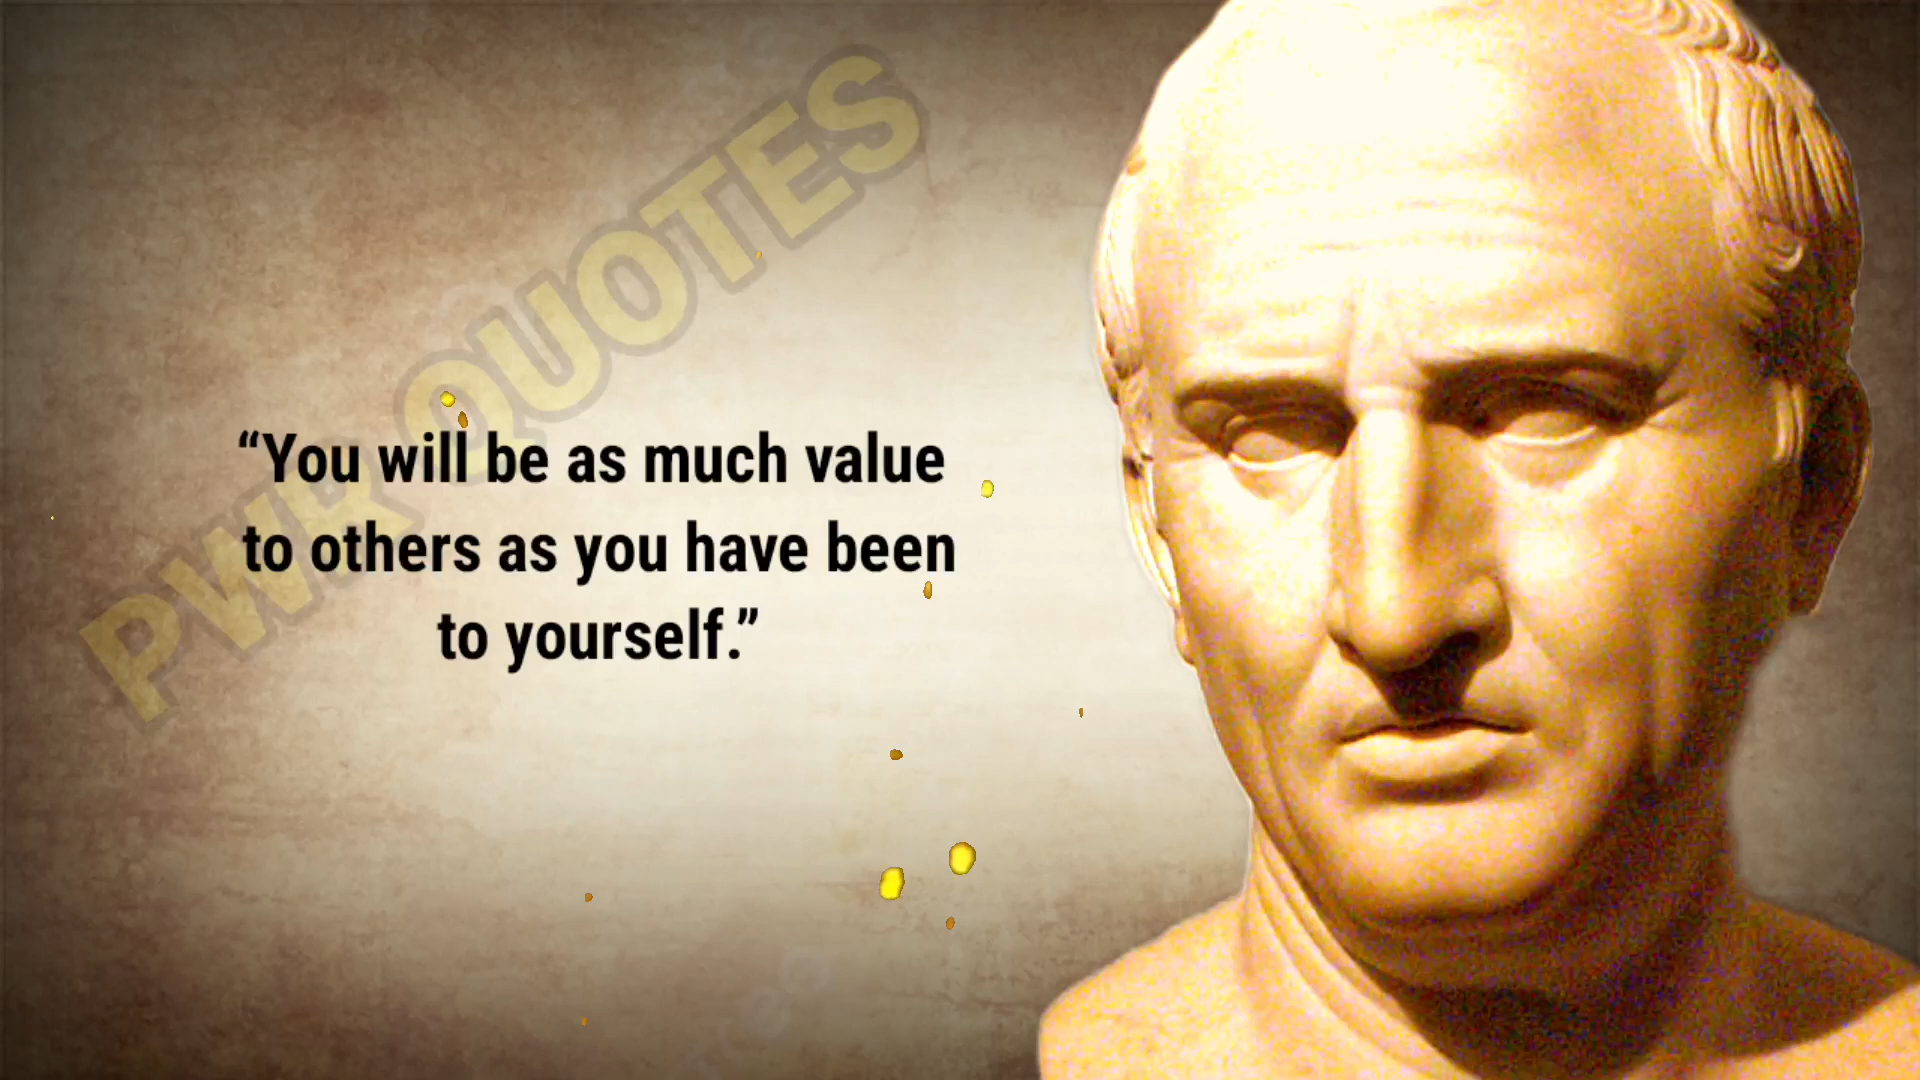 PWR QUOTES
“You will be as much value
to others as you have been
to yourself.”